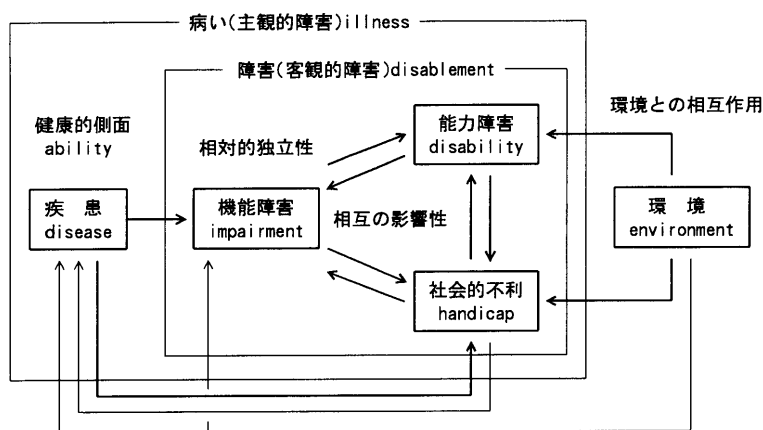 病い(主観的障害)illness
障害(客観的障害)disablement
環境との相互作用
健康的側面
ability
相対的独立性
能力障害
disability
疾　患
disease
機能障害
impairment
相互の影響性
環　境
environment
社会的不利
handicap